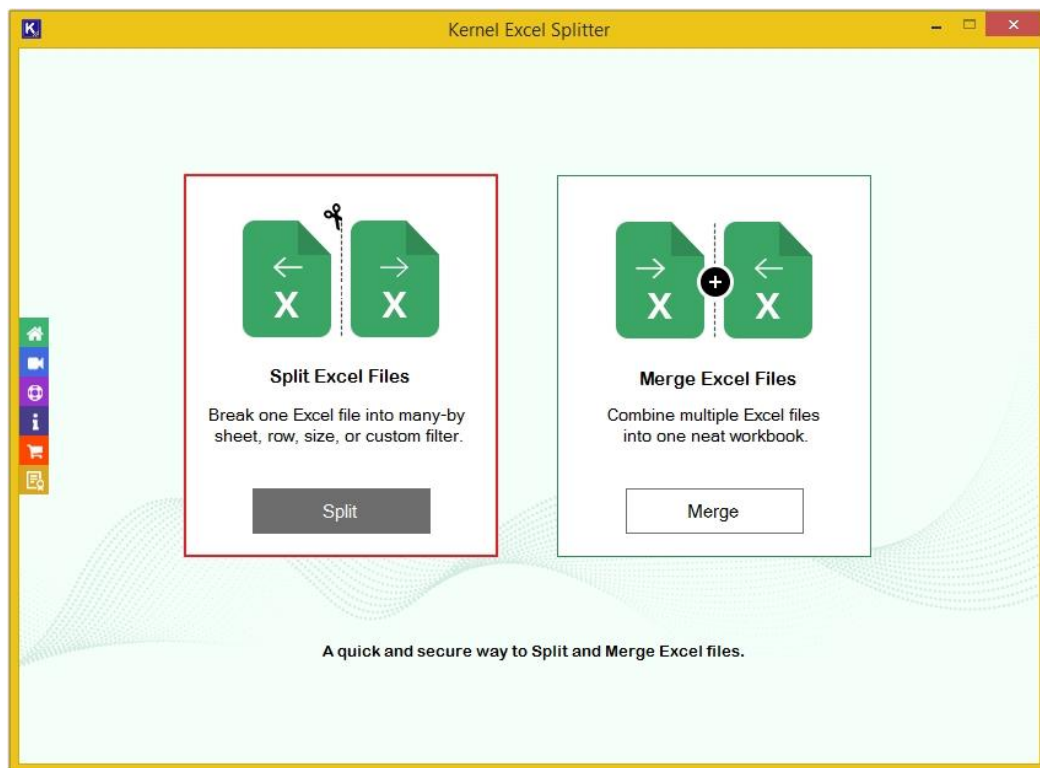 Kernel Excel Splitter
Split Excel Files
Break one Excel file into many-by
sheet, row, size, or custom filter.
Split
Merge Excel Files
Combine multiple Excel files
into one neat workbook.
Merge
A quick and secure way to Split and Merge Excel files.